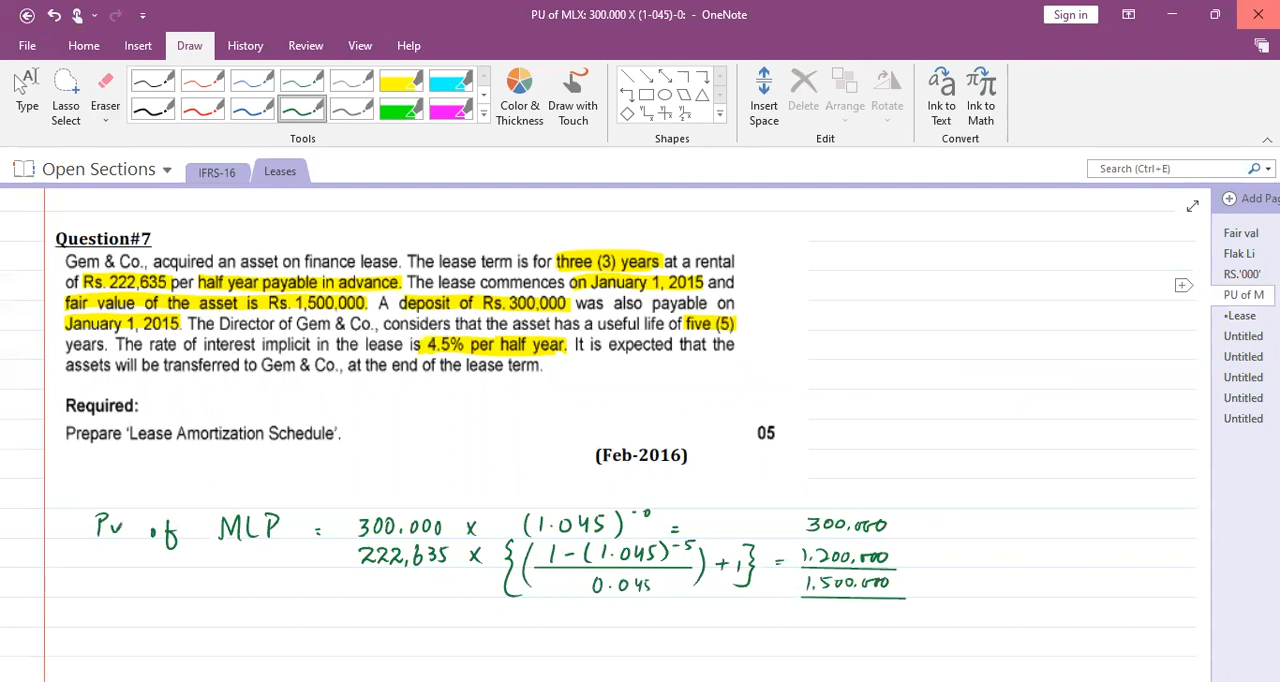 PU of MLX: 300.000 X (1-045)-0: - OneNote
Sign in
File Home Insert Draw History Review View Help
Type
Lasso Select
Eraser
Color & Thickness
Draw with Touch
Insert Space
Delete
Arrange
Rotate
Ink to Text
Ink to Math
Tools
Shapes
Edit
Convert
Open Sections
IFRS-16
Leases
Search (Ctrl+E)
Add Pag
Fair val
Flak Li
RS.'000'
PU of M
•Lease
Untitled
Untitled
Untitled
Untitled
Untitled
Question#7
Gem & Co., acquired an asset on finance lease. The lease term is for three (3) years at a rental
of Rs. 222,635 per half year payable in advance. The lease commences on January 1, 2015 and
fair value of the asset is Rs. 1,500,000. A deposit of Rs. 300,000 was also payable on
January 1, 2015. The Director of Gem & Co., considers that the asset has a useful life of five (5)
years. The rate of interest implicit in the lease is 4.5% per half year. It is expected that the
assets will be transferred to Gem & Co., at the end of the lease term.
Required:
Prepare 'Lease Amortization Schedule'.
05
(Feb-2016)
Pv of MLP = 300.000 x (1.045)^-0 = 300,000
222,635 x {(1-(1.045)^-5 / 0.045) + 1} = 1,200,000
1,500,000